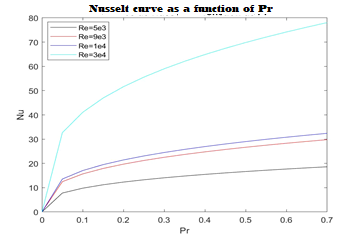 Nusselt curve as a function of Pr
80
70
60
50
40
30
20
10
0
Nu
Re=5e3
Re=9e3
Re=1e4
Re=3e4
0 0.1 0.2 0.3 0.4 0.5 0.6 0.7
Pr